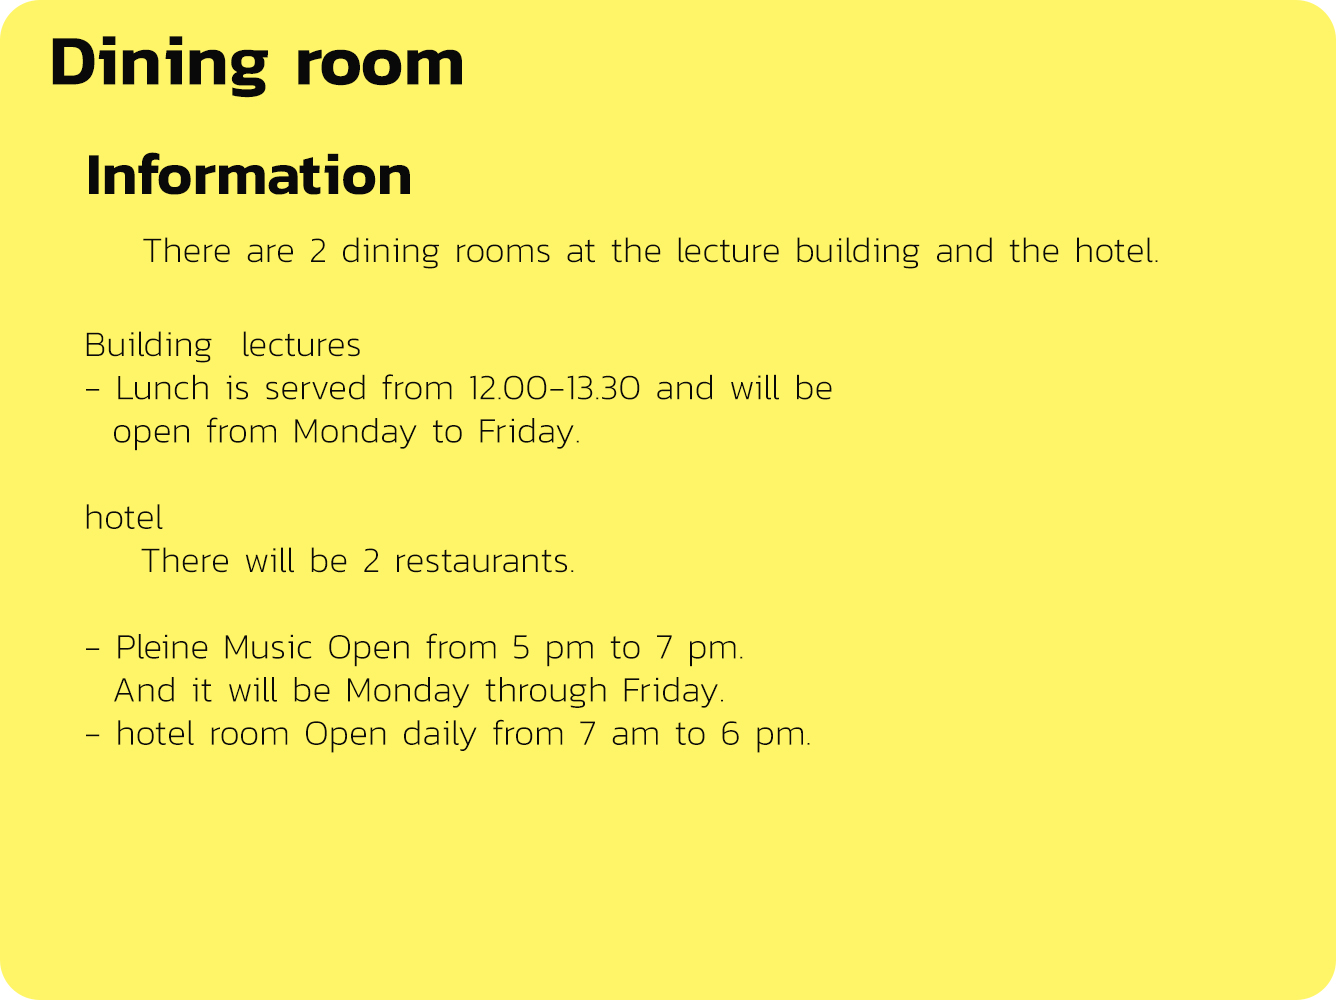 Dining room
Information
There are 2 dining rooms at the lecture building and the hotel.
Building lectures
- Lunch is served from 12.00-13.30 and will be
open from Monday to Friday.
hotel
There will be 2 restaurants.
- Pleine Music Open from 5 pm to 7 pm.
And it will be Monday through Friday.
- hotel room Open daily from 7 am to 6 pm.